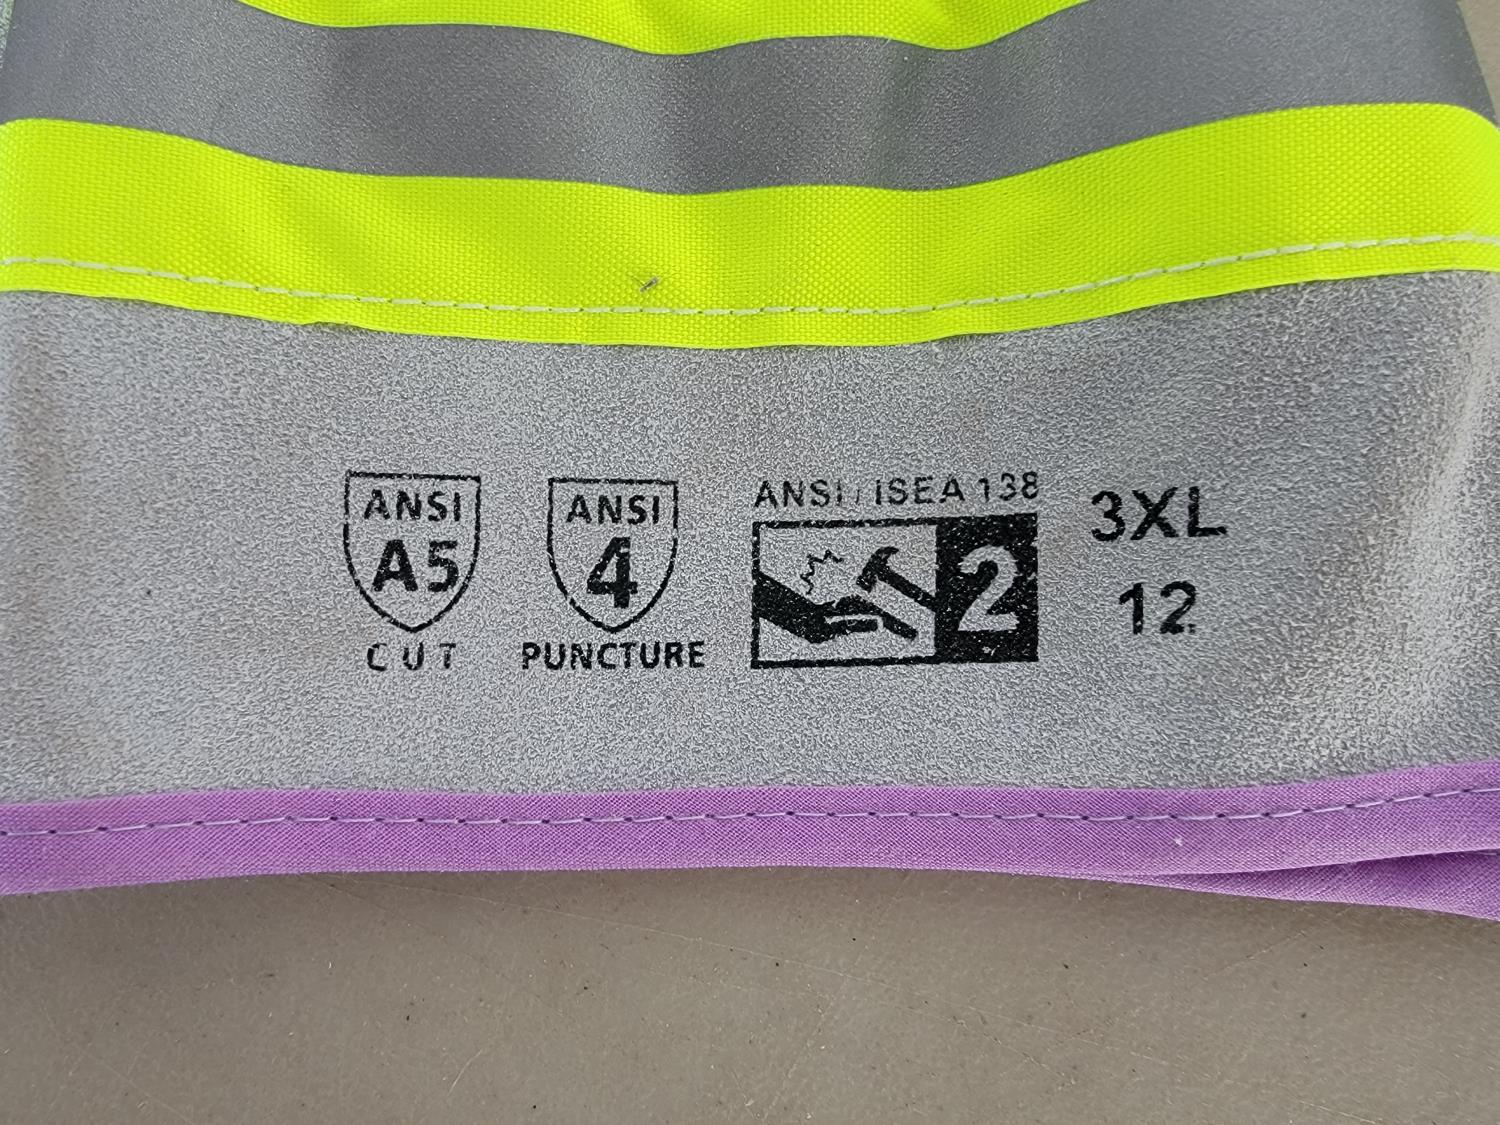 ANSI
A5
CUT
ANSI
4
PUNCTURE
ANSI / ISEA 138
2
3XL
12